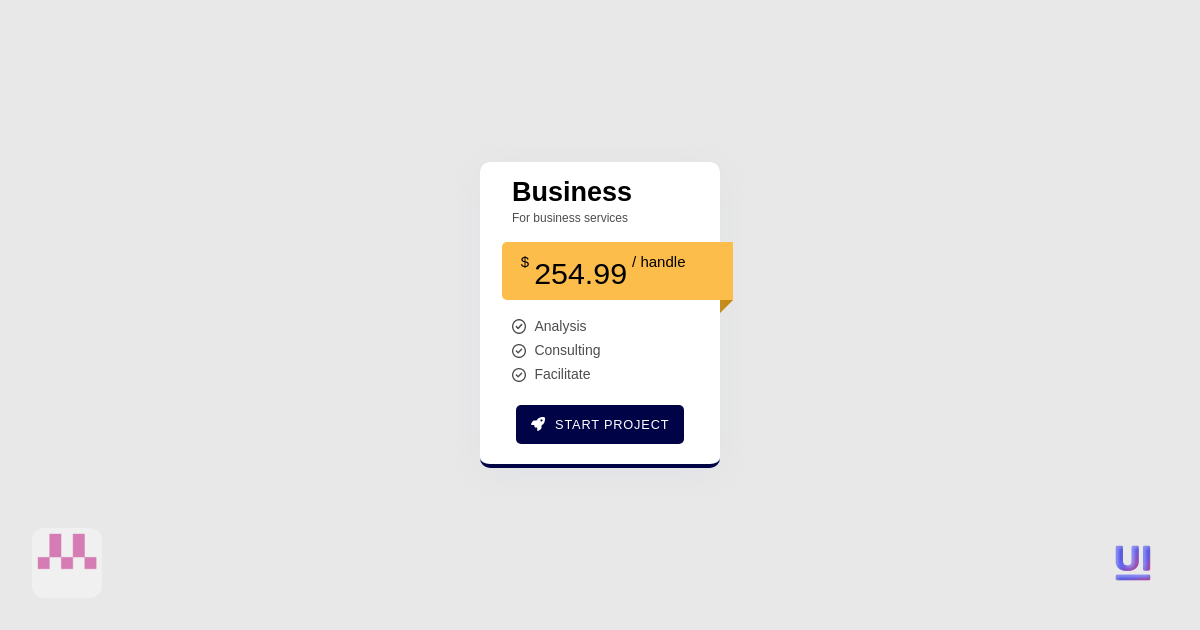 Business
For business services
$ 254.99 / handle
Analysis
Consulting
Facilitate
START PROJECT
UI